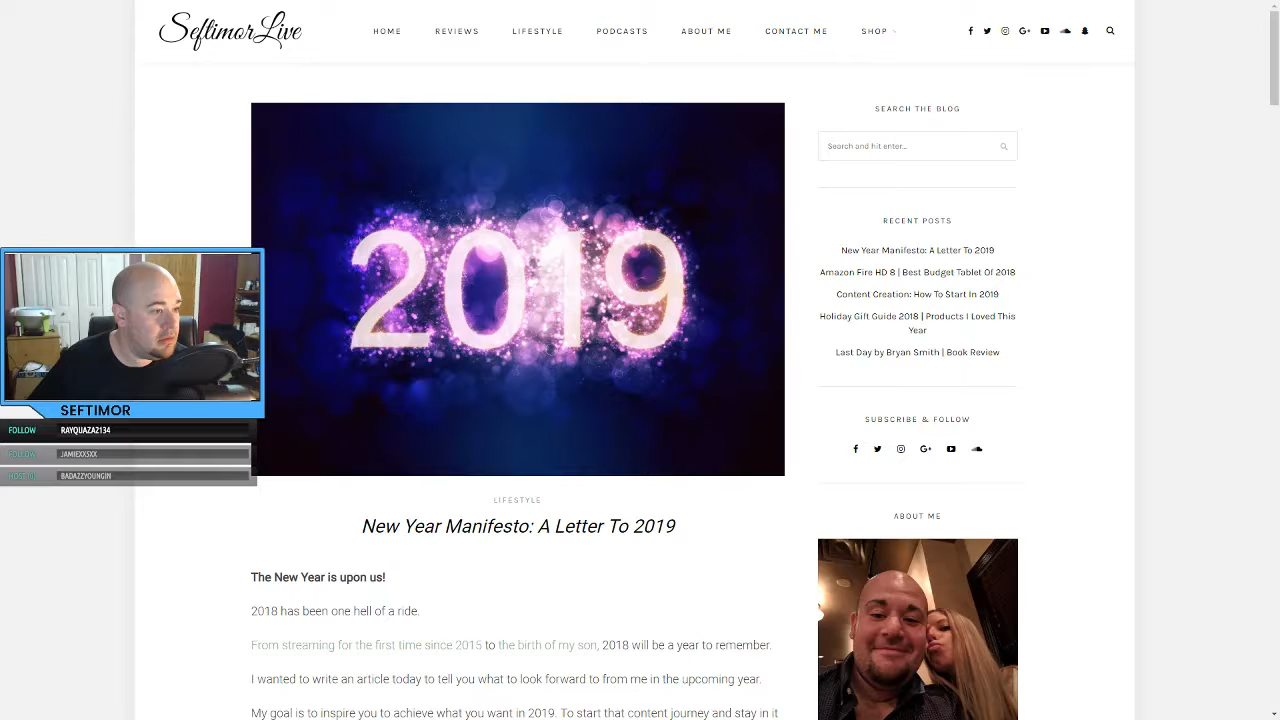 SeftimorLive
HOME REVIEWS LIFESTYLE PODCASTS ABOUT ME CONTACT ME SHOP
2019
SEARCH THE BLOG
Search and hit enter...
RECENT POSTS
New Year Manifesto: A Letter To 2019
Amazon Fire HD 8 | Best Budget Tablet Of 2018
Content Creation: How To Start In 2019
Holiday Gift Guide 2018 | Products I Loved This
Year
Last Day by Bryan Smith | Book Review
SUBSCRIBE & FOLLOW
ABOUT ME
SEFTIMOR
FOLLOW RAYQUAZA2134
FOLLOW JAMIEXX5XX
BADAZZYOUNGIN
LIFESTYLE
New Year Manifesto: A Letter To 2019
The New Year is upon us!
2018 has been one hell of a ride.
From streaming for the first time since 2015 to the birth of my son, 2018 will be a year to remember.
I wanted to write an article today to tell you what to look forward to from me in the upcoming year.
My goal is to inspire you to achieve what you want in 2019. To start that content journey and stay in it